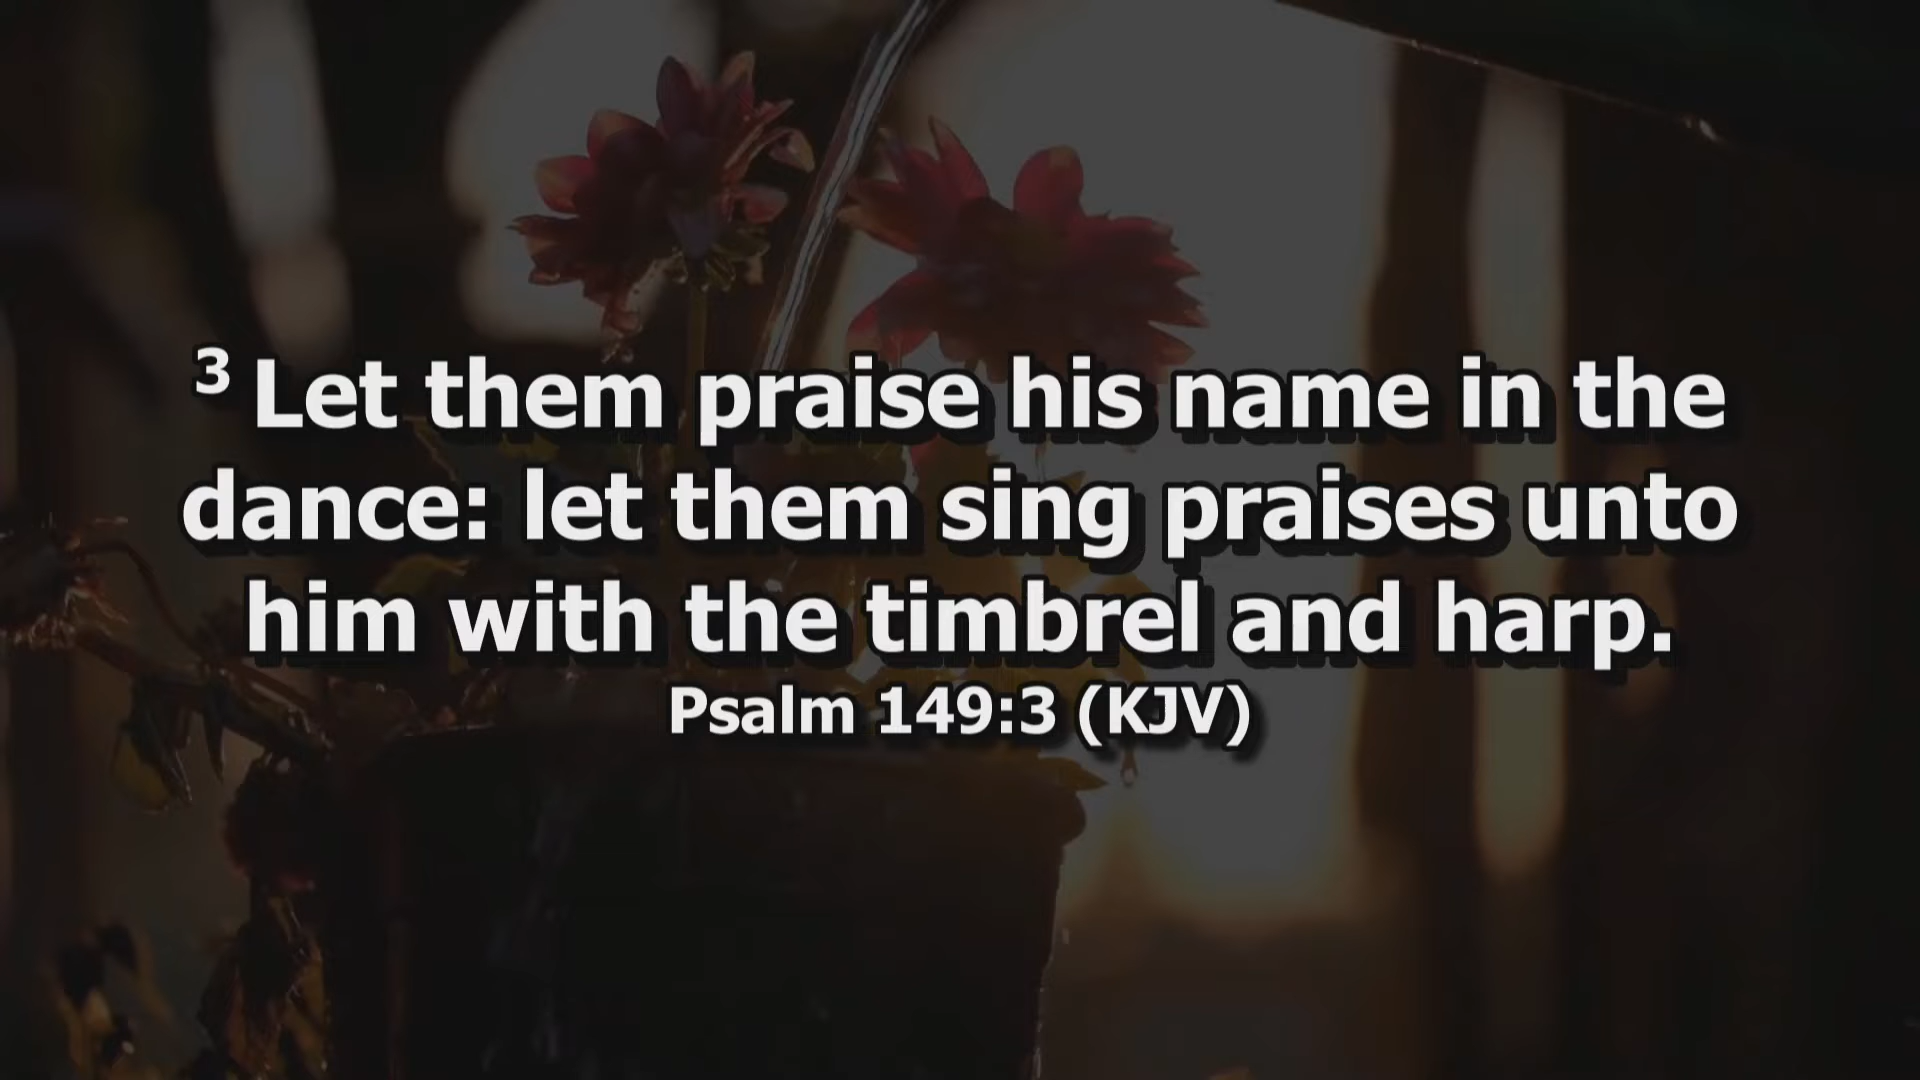 3 Let them praise his name in the
dance: let them sing praises unto
him with the timbrel and harp.
Psalm 149:3 (KJV)